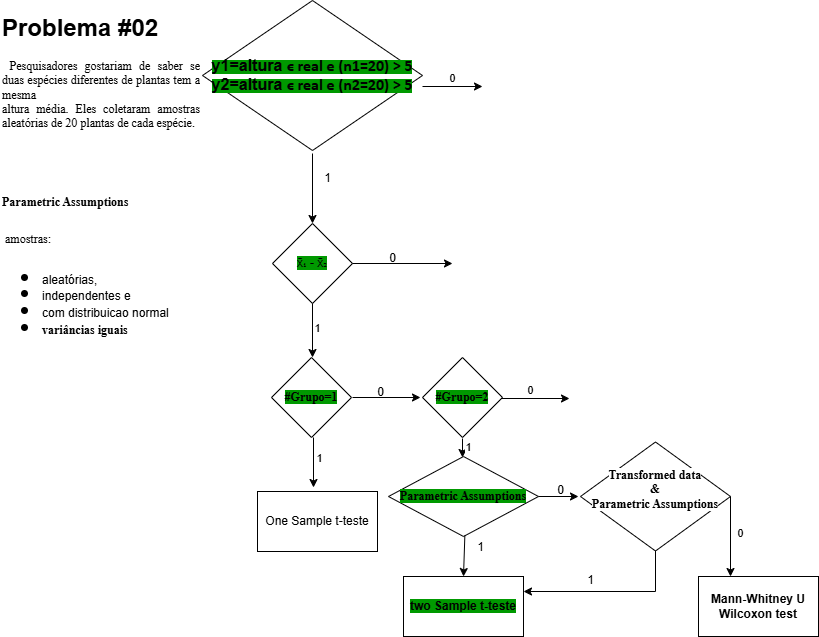 Problema #02
Pesquisadores gostariam de saber se
duas espécies diferentes de plantas tem a
mesma
altura média. Eles coletaram amostras
aleatórias de 20 plantas de cada espécie.
y1=altura ϵ real e (n1=20) > 5
y2=altura ϵ real e (n2=20) > 5
0
1
Parametric Assumptions
amostras:
aleatórias,
independentes e
com distribuicao normal
variâncias iguais
x̄₁ - x̄₂
0
1
#Grupo=1
0
#Grupo=2
0
1
1
One Sample t-teste
Parametric Assumptions
0
Transformed data
&
Parametric Assumptions
1
0
1
two Sample t-teste
Mann-Whitney U
Wilcoxon test